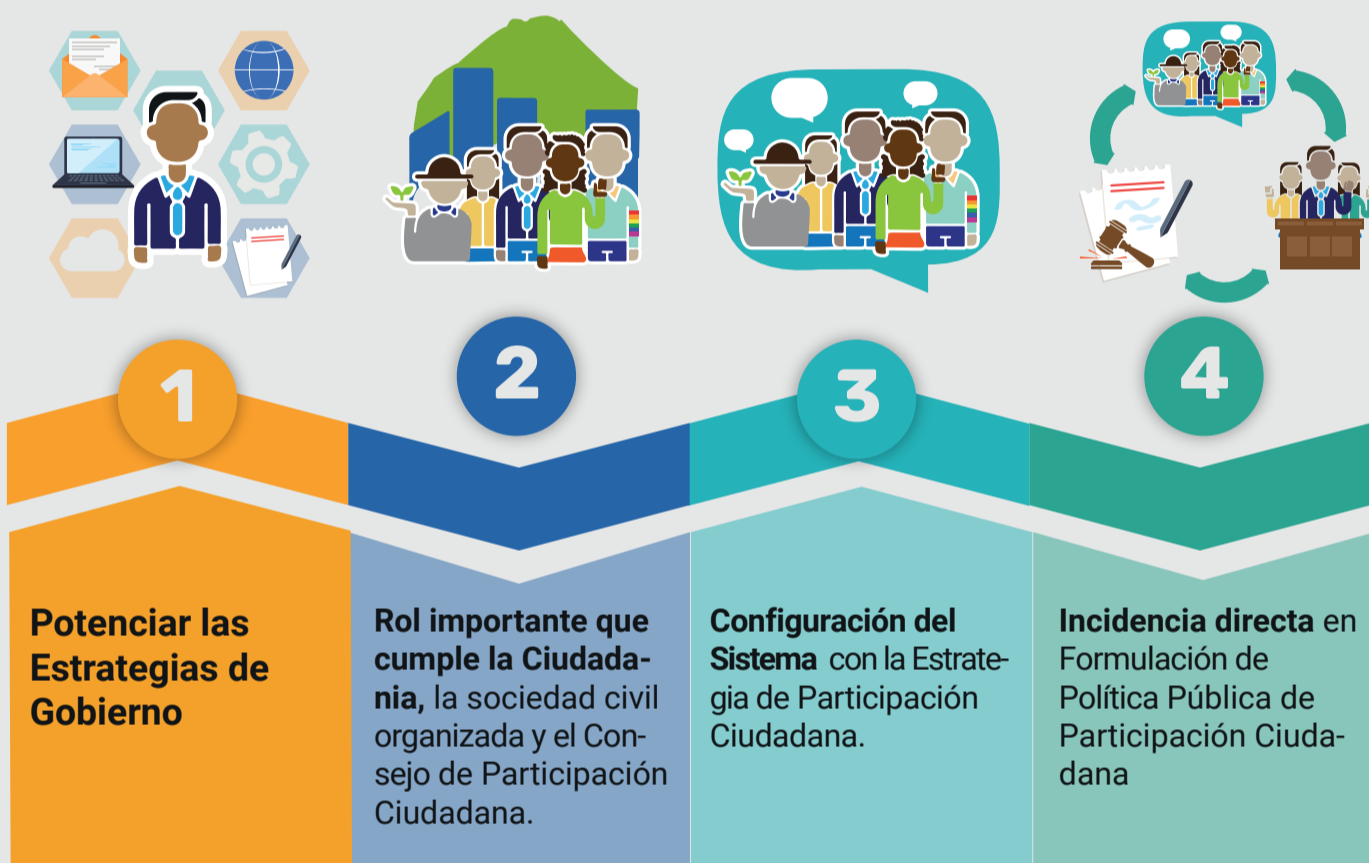 1
2
3
4
Potenciar las
Estrategias de
Gobierno
Rol importante que
cumple la Ciudada-
nia, la sociedad civil
organizada y el Con-
sejo de Participación
Ciudadana.
Configuración del
Sistema con la Estrate-
gia de Participación
Ciudadana.
Incidencia directa en
Formulación de
Política Pública de
Participación Ciuda-
dana